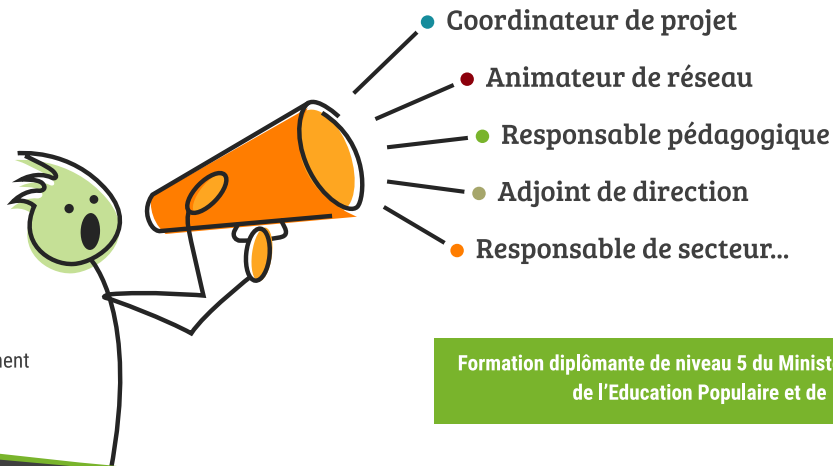 Coordinateur de projet
Animateur de réseau
Responsable pédagogique
Adjoint de direction
Responsable de secteur...
Formation diplômante de niveau 5 du
de l'Education Populaire et de